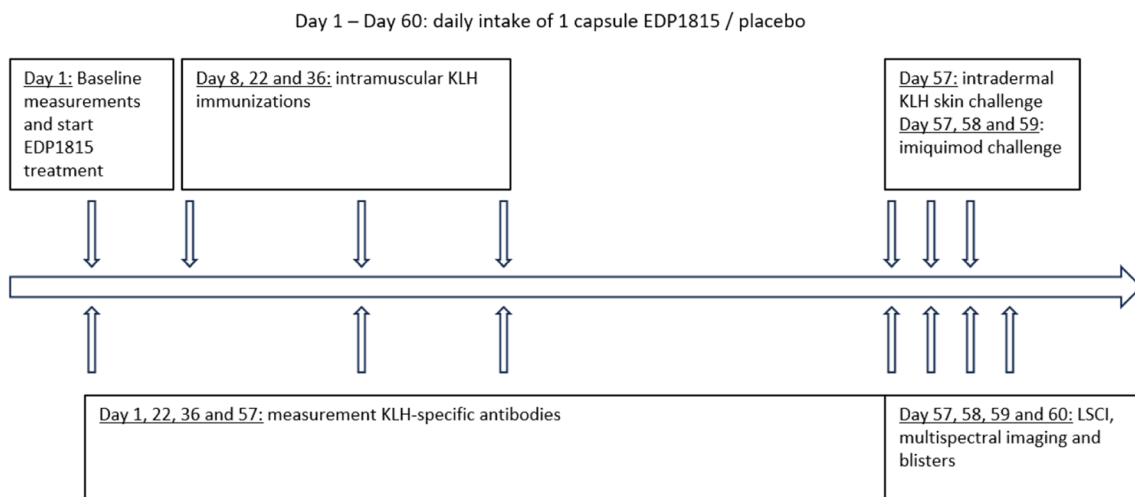 Day 1 – Day 60: daily intake of 1 capsule EDP1815 / placebo
Day 1: Baseline
measurements
and start
EDP1815
treatment
Day 8, 22 and 36: intramuscular KLH
immunizations
Day 57: intradermal
KLH skin challenge
Day 57, 58 and 59:
imiquimod challenge
Day 1, 22, 36 and 57: measurement KLH-specific antibodies
Day 57, 58, 59 and 60: LSCI,
multispectral imaging and
blisters